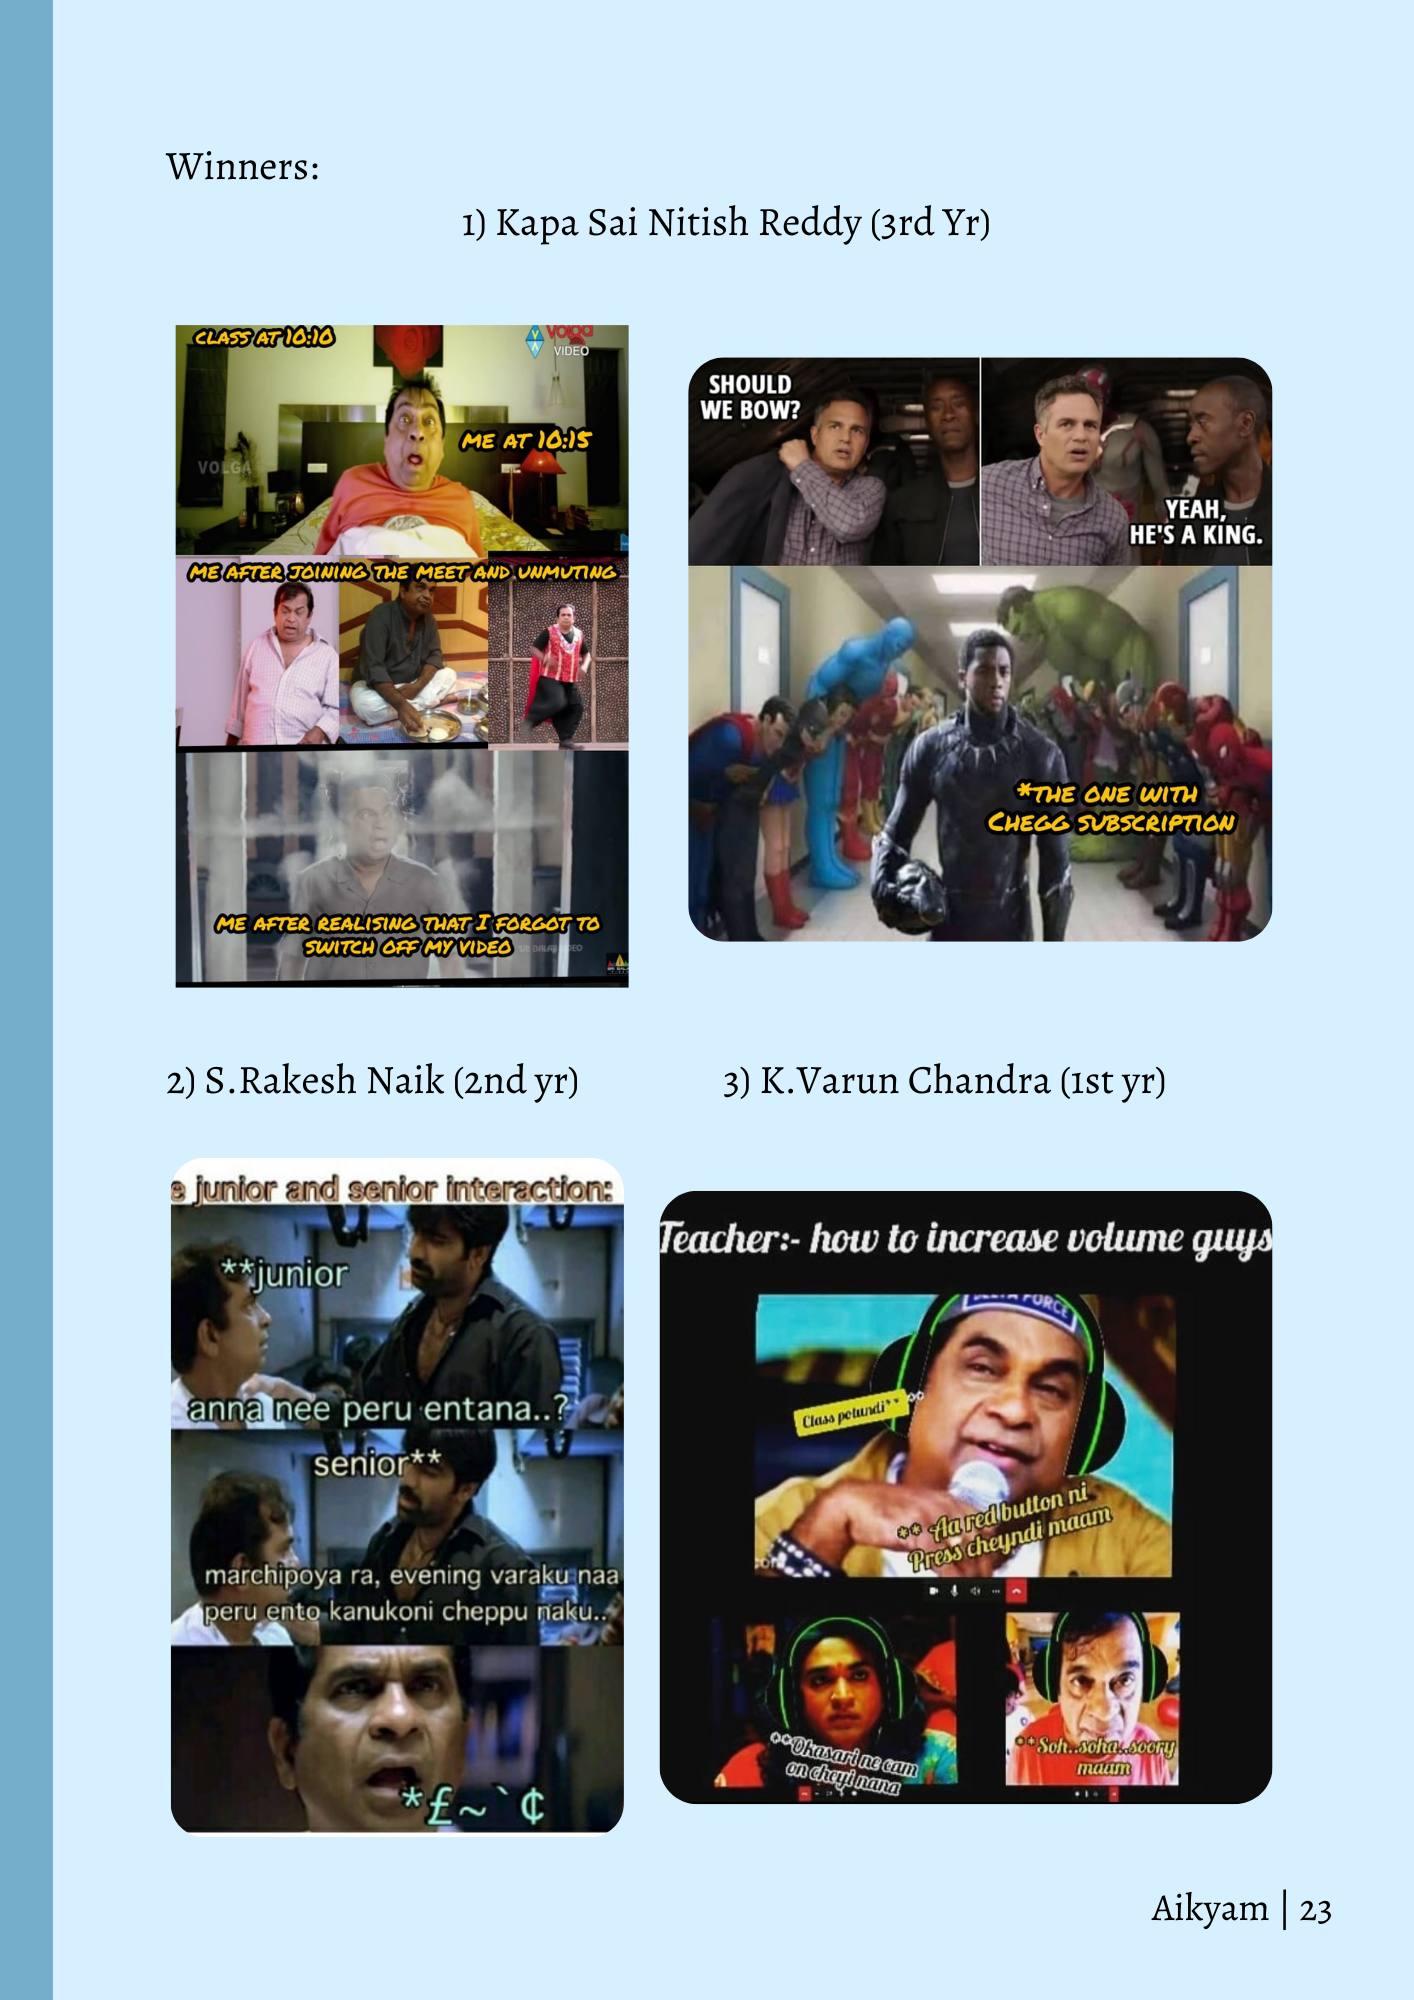 Winners:
1) Kapa Sai Nitish Reddy (3rd Yr)
CLASS AT 10:10
Volga
VIDEO
ME AT 10:15
VOLGA
ME AFTER JOINING THE MEET AND UNMUTING
ME AFTER REALISING THAT I FORGOT TO
SWITCH OFF MY VIDEO
SHOULD
WE BOW?
YEAH,
HE'S A KING.
*THE ONE WITH
CHEGG SUBSCRIPTION
2) S.Rakesh Naik (2nd yr)
3) K.Varun Chandra (1st yr)
e junior and senior interaction:
**junior
anna nee peru entana..?
senior**
marchipoya ra, evening varaku naa
peru ento kanukoni cheppu naku..
*£~`¢
Teacher:- how to increase volume guys
FORCE
Class potundi**
** Aa red button ni
Press cheyndi maam
**Okasari ne cam
on cheyi nana
**Soh..soha..soory
maam
Aikyam | 23